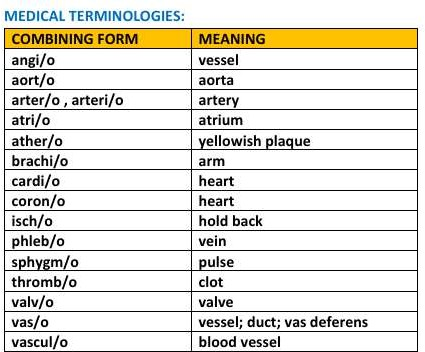 MEDICAL TERMINOLOGIES:
COMBINING FORM MEANING
angi/o vessel
aort/o aorta
arter/o , arteri/o artery
atri/o atrium
ather/o yellowish plaque
brachi/o arm
cardi/o heart
coron/o heart
isch/o hold back
phleb/o vein
sphygm/o pulse
thromb/o clot
valv/o valve
vas/o vessel; duct; vas deferens
vascul/o blood vessel